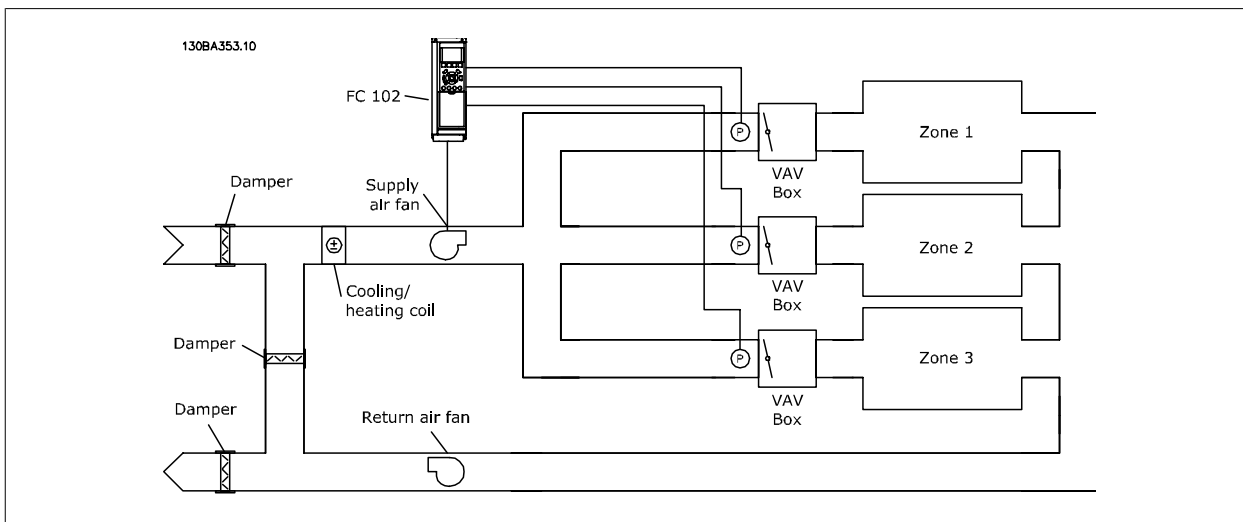 130BA353.10
FC 102
Damper
Supply
air fan
Cooling/
heating coil
Damper
Damper
Return air fan
P
VAV
Box
Zone 1
P
VAV
Box
Zone 2
P
VAV
Box
Zone 3